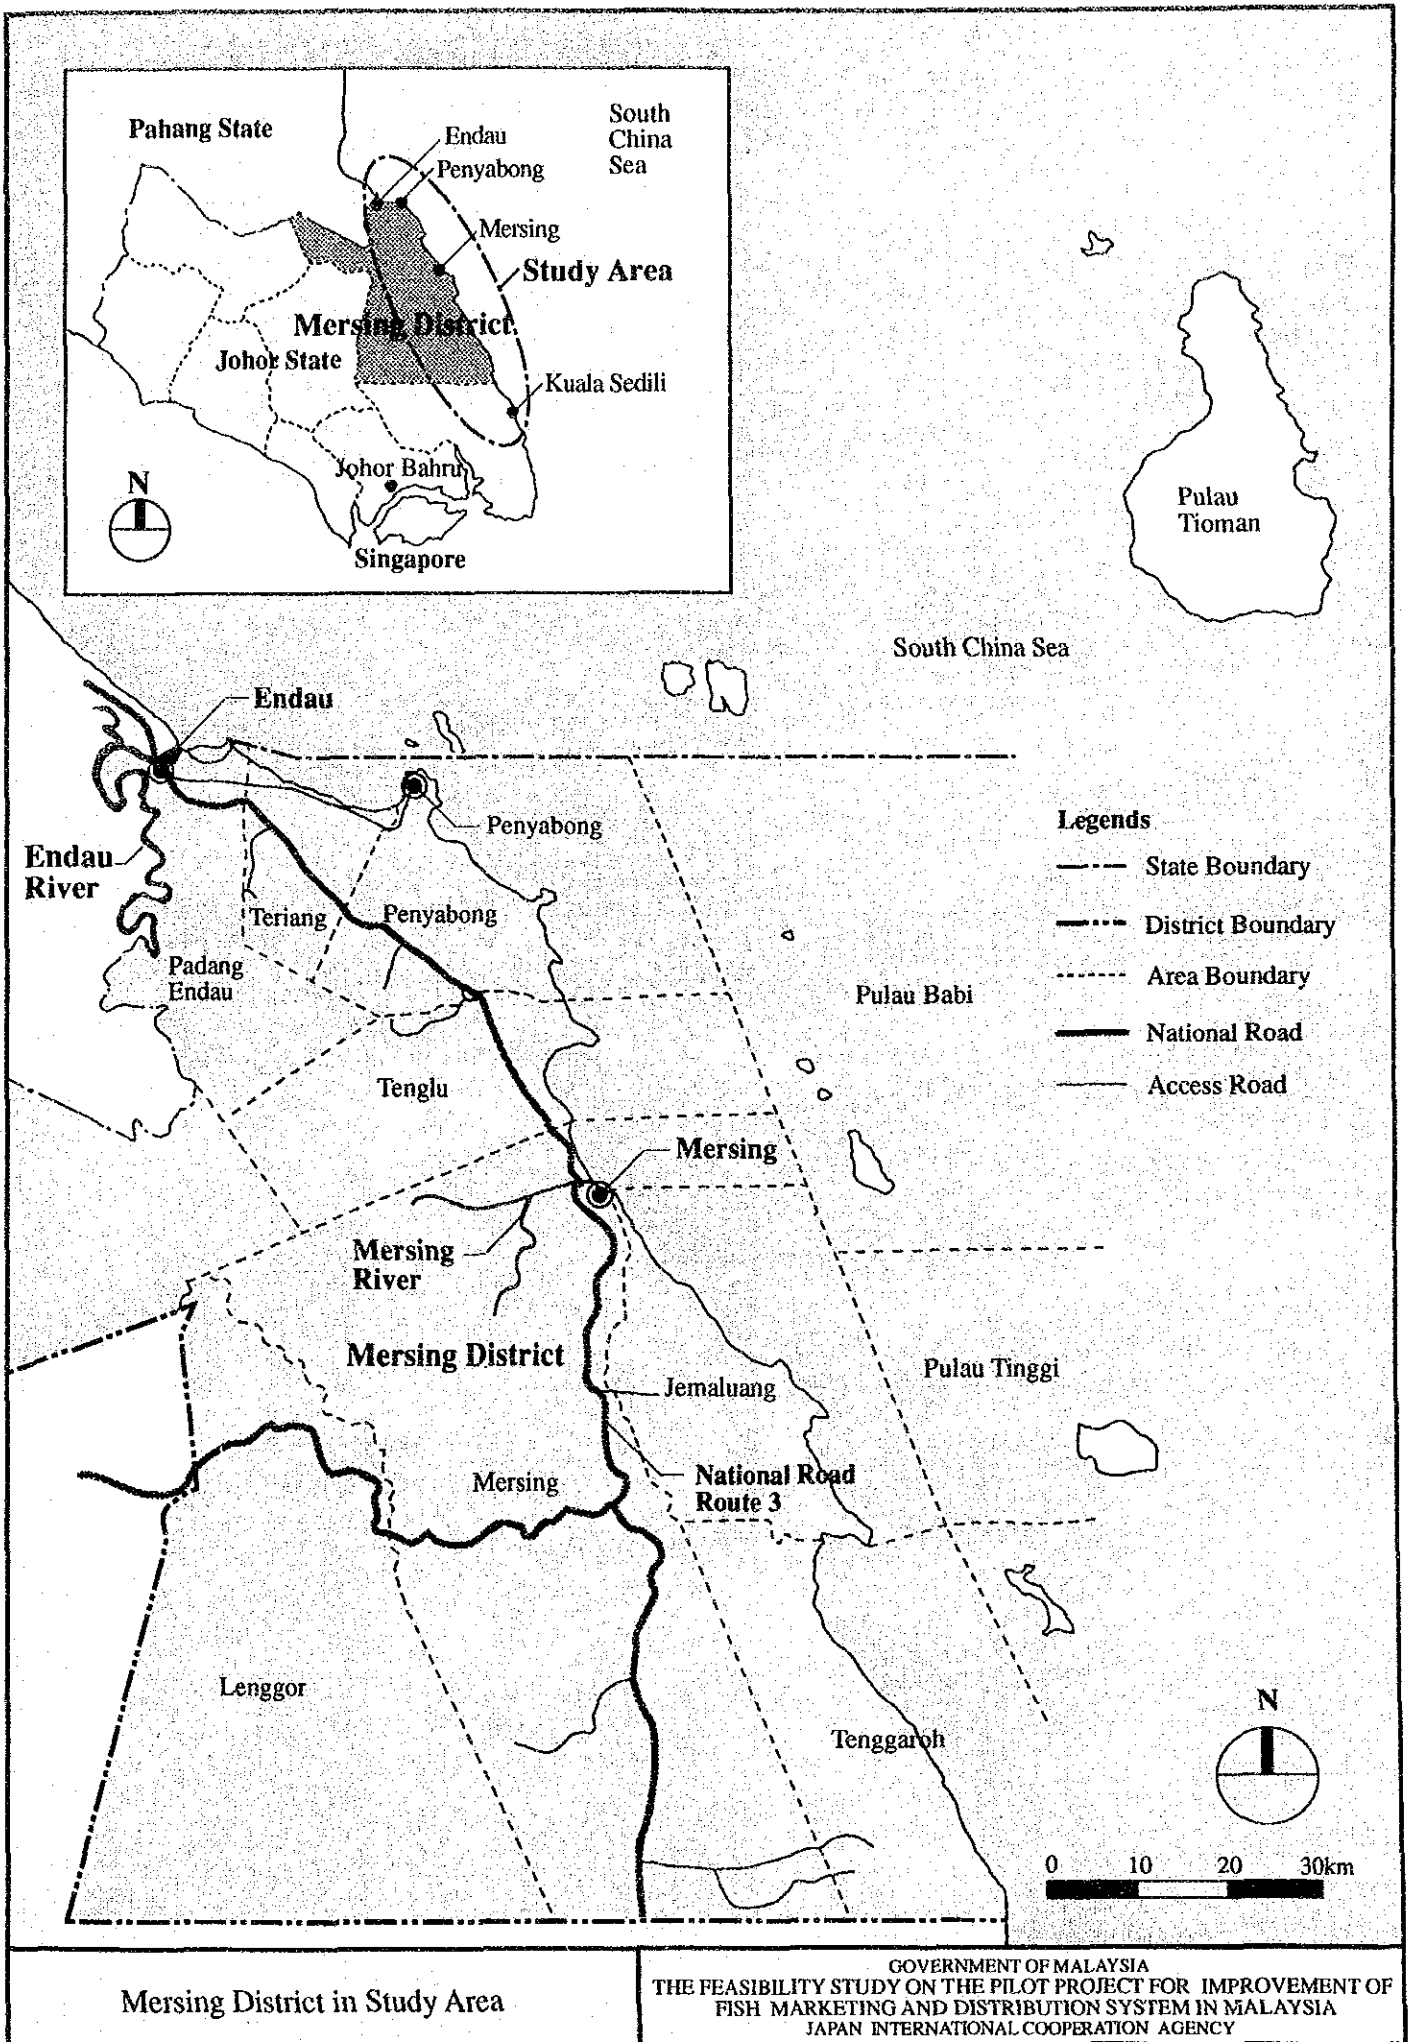 Pahang State
South
China
Sea
Endau
Penyabong
Mersing
Study Area
Mersing District
Johor State
Kuala Sedili
Johor Bahru
N
Singapore
Pulau
Tioman
South China Sea
Endau
Penyabong
Endau
River
Teriang
Penyabong
Padang
Endau
Legends
State Boundary
District Boundary
Area Boundary
National Road
Access Road
Pulau Babi
Tenglu
Mersing
Mersing
River
Mersing District
Jemaluang
Pulau Tinggi
Mersing
National Road
Route 3
Lenggor
Tenggaroh
N
0 10 20 30km
Mersing District in Study Area
GOVERNMENT OF MALAYSIA
THE FEASIBILITY STUDY ON THE PILOT PROJECT FOR IMPROVEMENT OF
FISH MARKETING AND DISTRIBUTION SYSTEM IN MALAYSIA
JAPAN INTERNATIONAL COOPERATION AGENCY